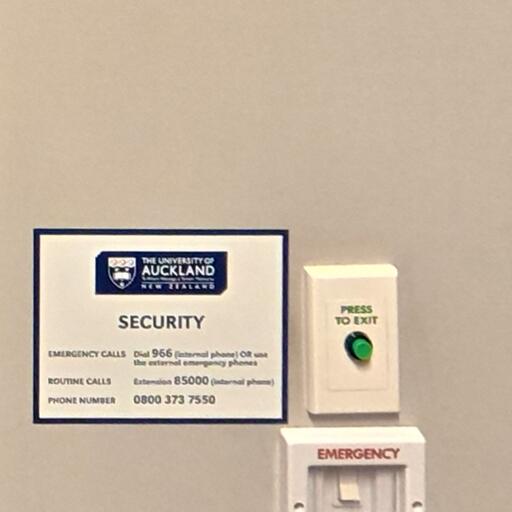 THE UNIVERSITY OF
AUCKLAND
NEW ZEALAND
SECURITY
EMERGENCY CALLS Dial 966 (internal phone) OR use
the external emergency phones
ROUTINE CALLS Extension 85000 (internal phone)
PHONE NUMBER 0800 373 7550
PRESS
TO EXIT
EMERGENCY